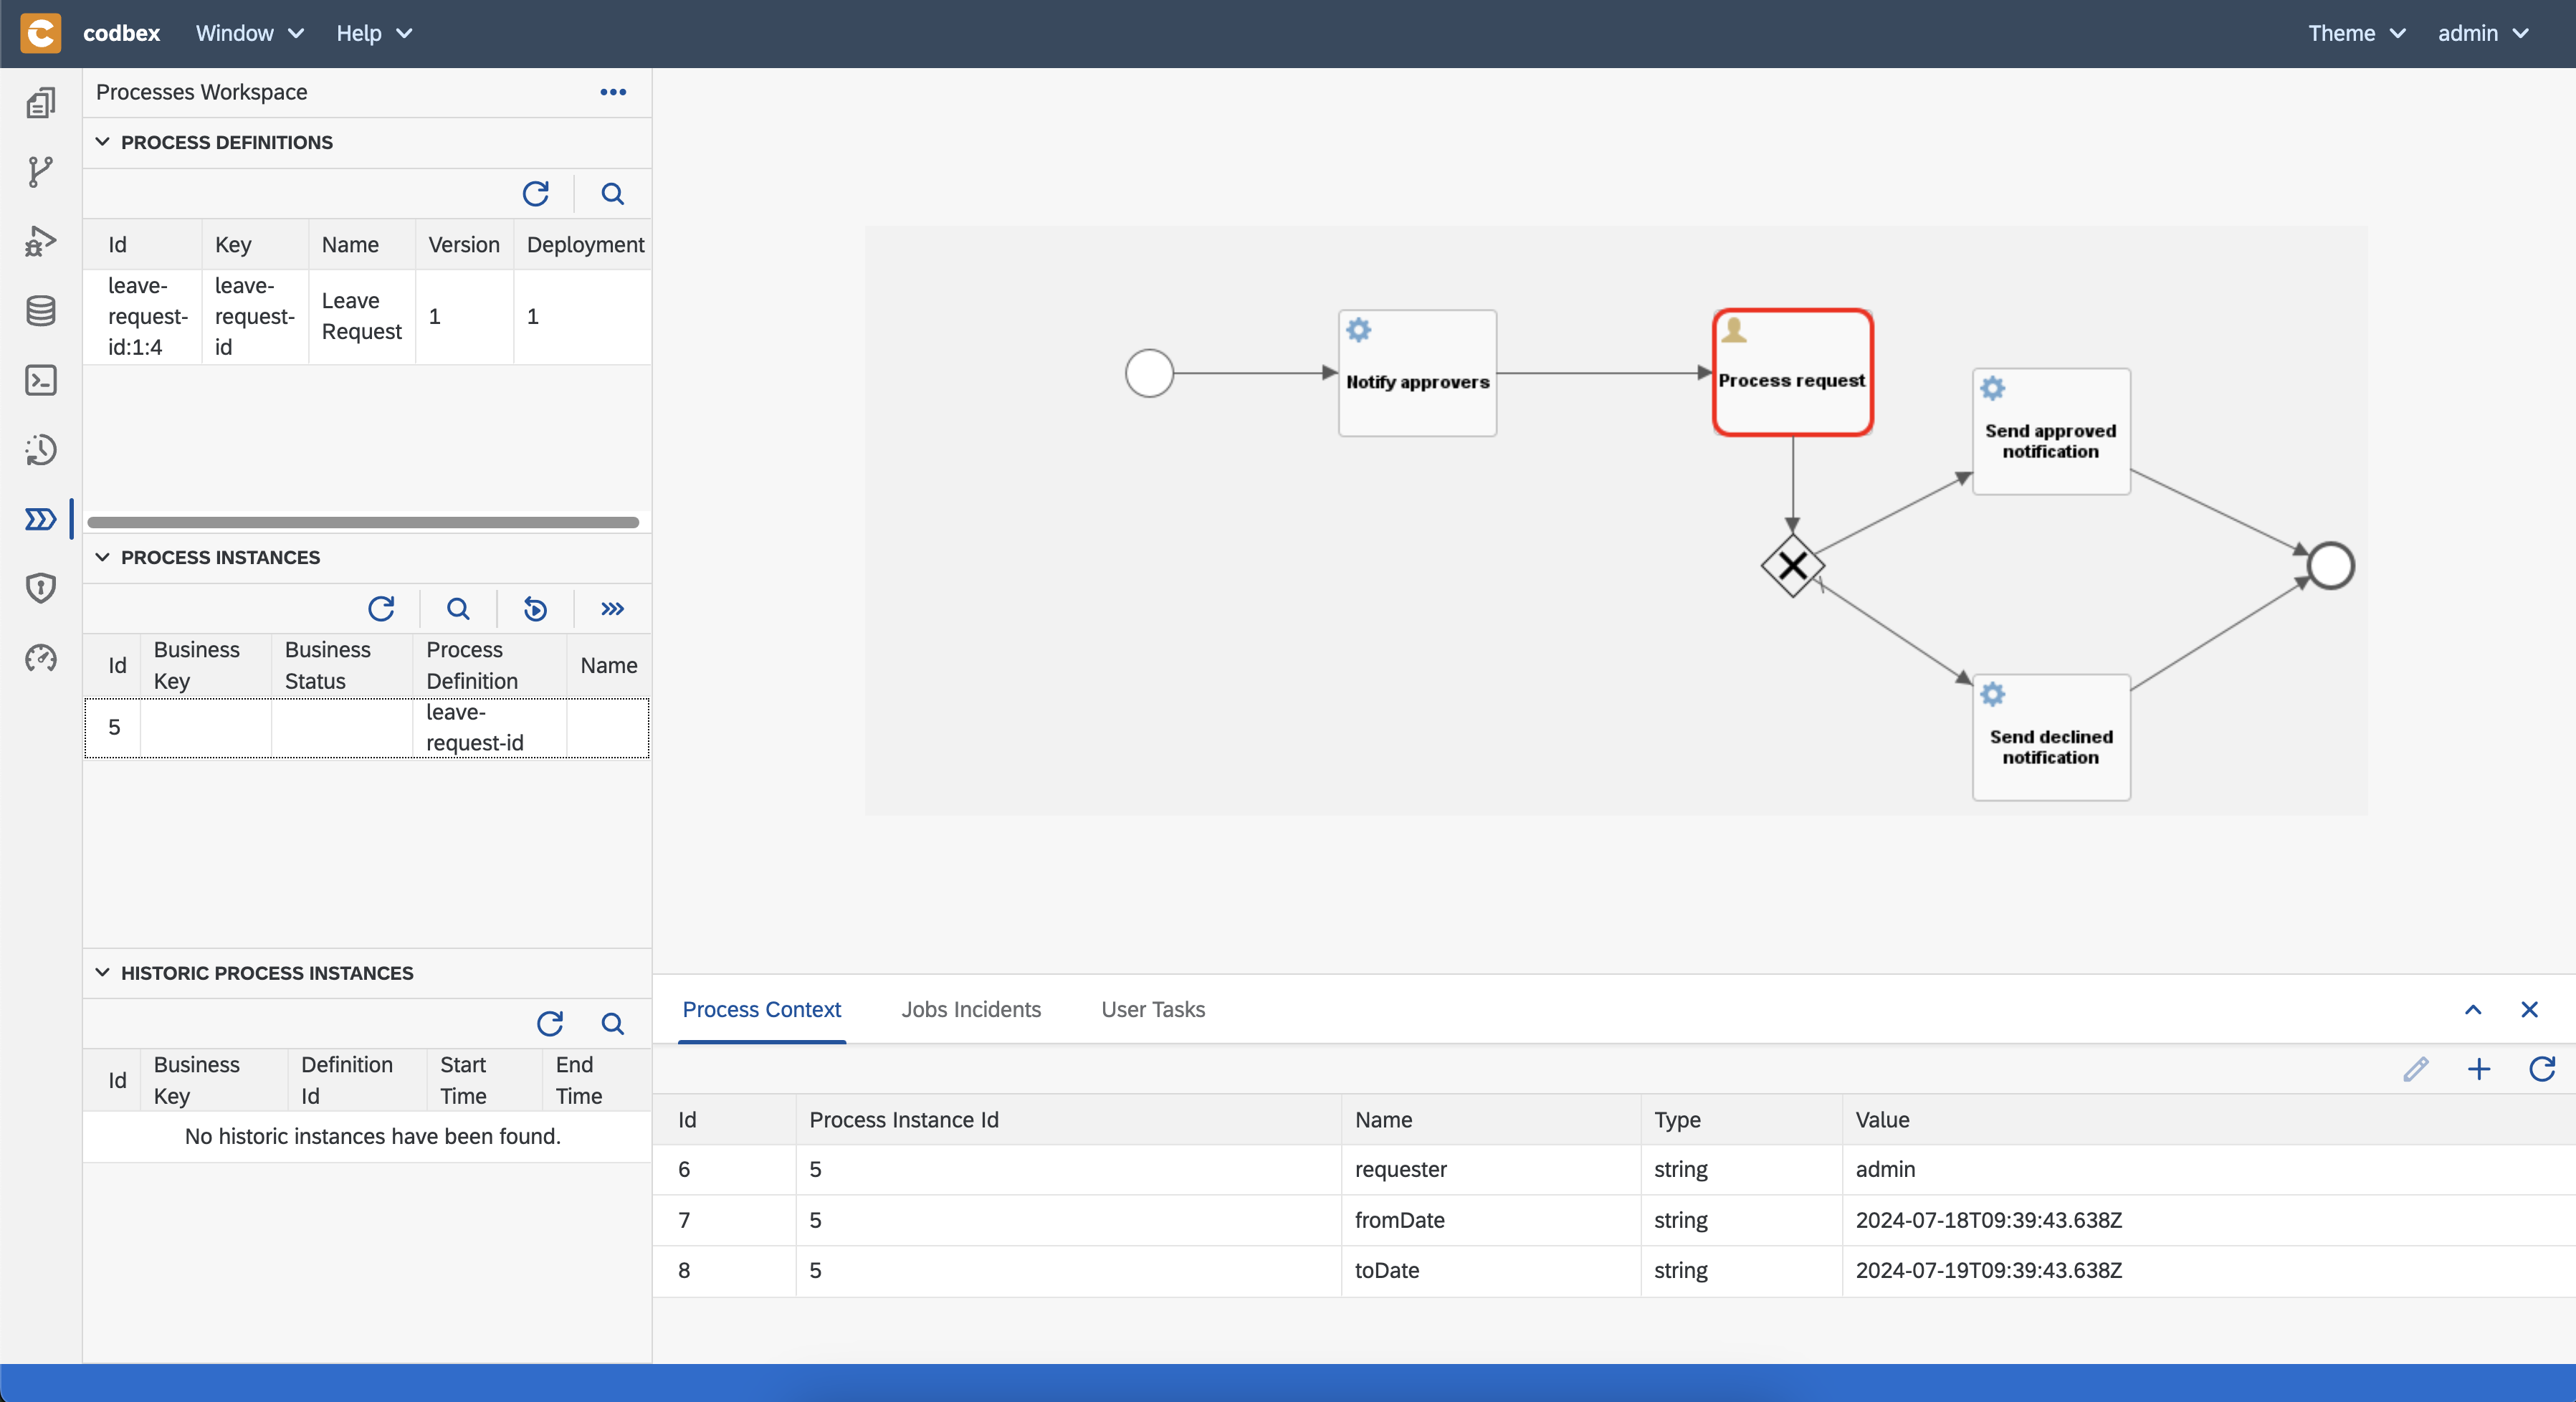 codbex Window Help Theme admin
Processes Workspace
PROCESS DEFINITIONS
Id Key Name Version Deployment
leave-
request-
id:1:4
leave-
request-
id
Leave
Request
1
1
PROCESS INSTANCES
Id
Business
Key
Business
Status
Process
Definition
Name
5
leave-
request-id
HISTORIC PROCESS INSTANCES
Id
Business
Key
Definition
Id
Start
Time
End
Time
No historic instances have been found.
Notify approvers
Process request
Send approved
notification
Send declined
notification
Process Context Jobs Incidents User Tasks
Id Process Instance Id Name Type Value
6 5 requester string admin
7 5 fromDate string 2024-07-18T09:39:43.638Z
8 5 toDate string 2024-07-19T09:39:43.638Z